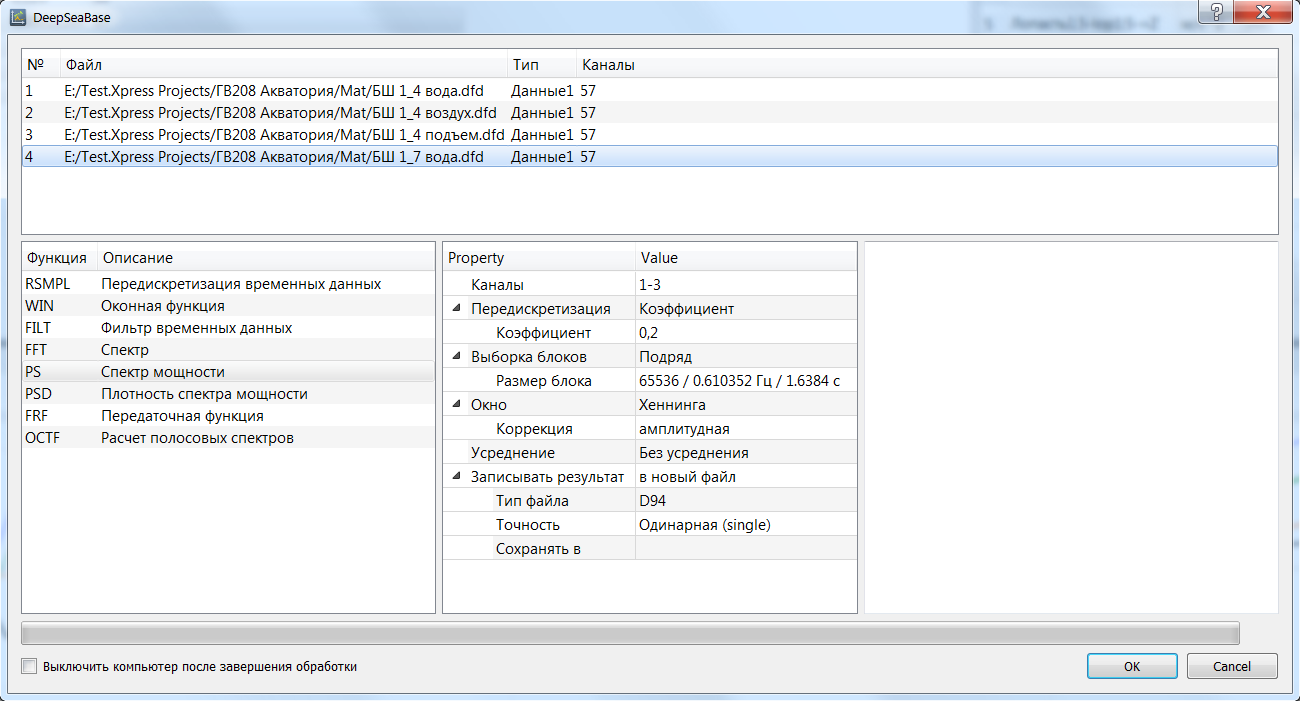 DeepSeaBase
№ Файл Тип Каналы
1 E:/Test.Xpress Projects/ГВ208 Акватория/Mat/БШ 1_4 вода.dfd Данные1 57
2 E:/Test.Xpress Projects/ГВ208 Акватория/Mat/БШ 1_4 воздух.dfd Данные1 57
3 E:/Test.Xpress Projects/ГВ208 Акватория/Mat/БШ 1_4 подъем.dfd Данные1 57
4 E:/Test.Xpress Projects/ГВ208 Акватория/Mat/БШ 1_7 вода.dfd Данные1 57
Функция Описание
RSMPL Передискретизация временных данных
WIN Оконная функция
FILT Фильтр временных данных
FFT Спектр
PS Спектр мощности
PSD Плотность спектра мощности
FRF Передаточная функция
OCTF Расчет полосовых спектров
Property Value
Каналы 1-3
Передискретизация Коэффициент
Коэффициент 0,2
Выборка блоков Подряд
Размер блока 65536 / 0.610352 Гц / 1.6384 с
Окно Хеннинга
Коррекция амплитудная
Усреднение Без усреднения
Записывать результат в новый файл
Тип файла D94
Точность Одинарная (single)
Сохранять в
Выключить компьютер после завершения обработки
OK Cancel